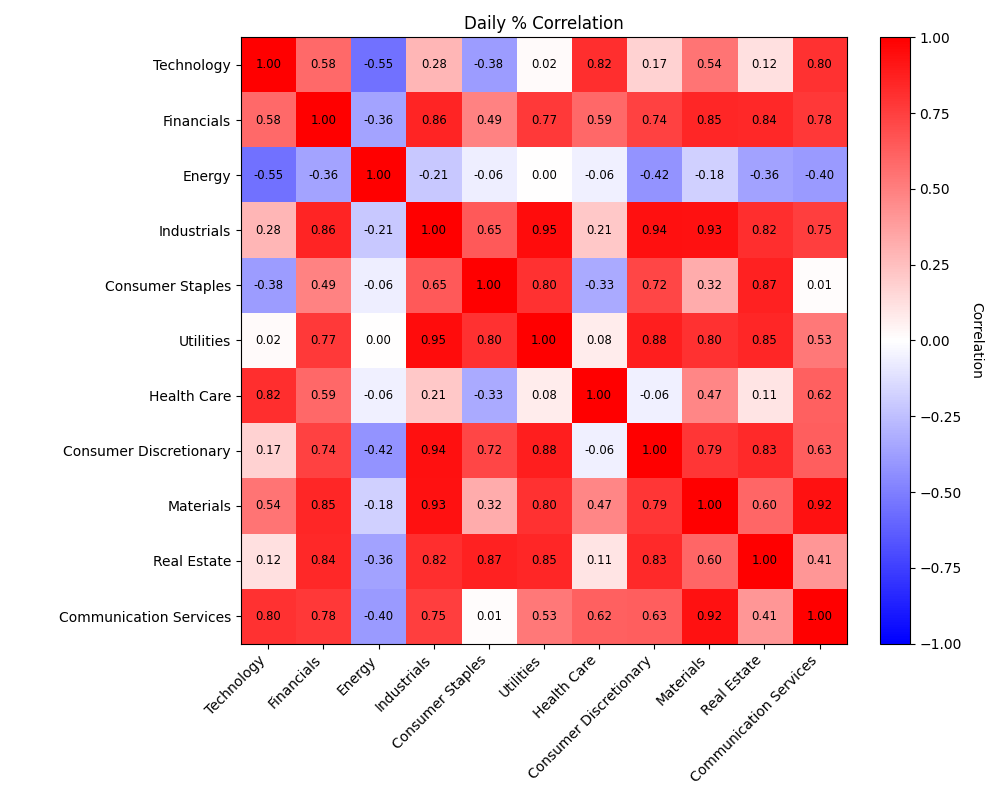 Daily % Correlation
Technology 1.00 0.58 -0.55 0.28 -0.38 0.02 0.82 0.17 0.54 0.12 0.80
Financials 0.58 1.00 -0.36 0.86 0.49 0.77 0.59 0.74 0.85 0.84 0.78
Energy -0.55 -0.36 1.00 -0.21 -0.06 0.00 -0.06 -0.42 -0.18 -0.36 -0.40
Industrials 0.28 0.86 -0.21 1.00 0.65 0.95 0.21 0.94 0.93 0.82 0.75
Consumer Staples -0.38 0.49 -0.06 0.65 1.00 0.80 -0.33 0.72 0.32 0.87 0.01
Utilities 0.02 0.77 0.00 0.95 0.80 1.00 0.08 0.88 0.80 0.85 0.53
Health Care 0.82 0.59 -0.06 0.21 -0.33 0.08 1.00 -0.06 0.47 0.11 0.62
Consumer Discretionary 0.17 0.74 -0.42 0.94 0.72 0.88 -0.06 1.00 0.79 0.83 0.63
Materials 0.54 0.85 -0.18 0.93 0.32 0.80 0.47 0.79 1.00 0.60 0.92
Real Estate 0.12 0.84 -0.36 0.82 0.87 0.85 0.11 0.83 0.60 1.00 0.41
Communication Services 0.80 0.78 -0.40 0.75 0.01 0.53 0.62 0.63 0.92 0.41 1.00
Technology
Financials
Energy
Industrials
Consumer Staples
Utilities
Health Care
Consumer Discretionary
Materials
Real Estate
Communication Services
1.00
0.75
0.50
0.25
0.00
−0.25
−0.50
−0.75
−1.00
Correlation